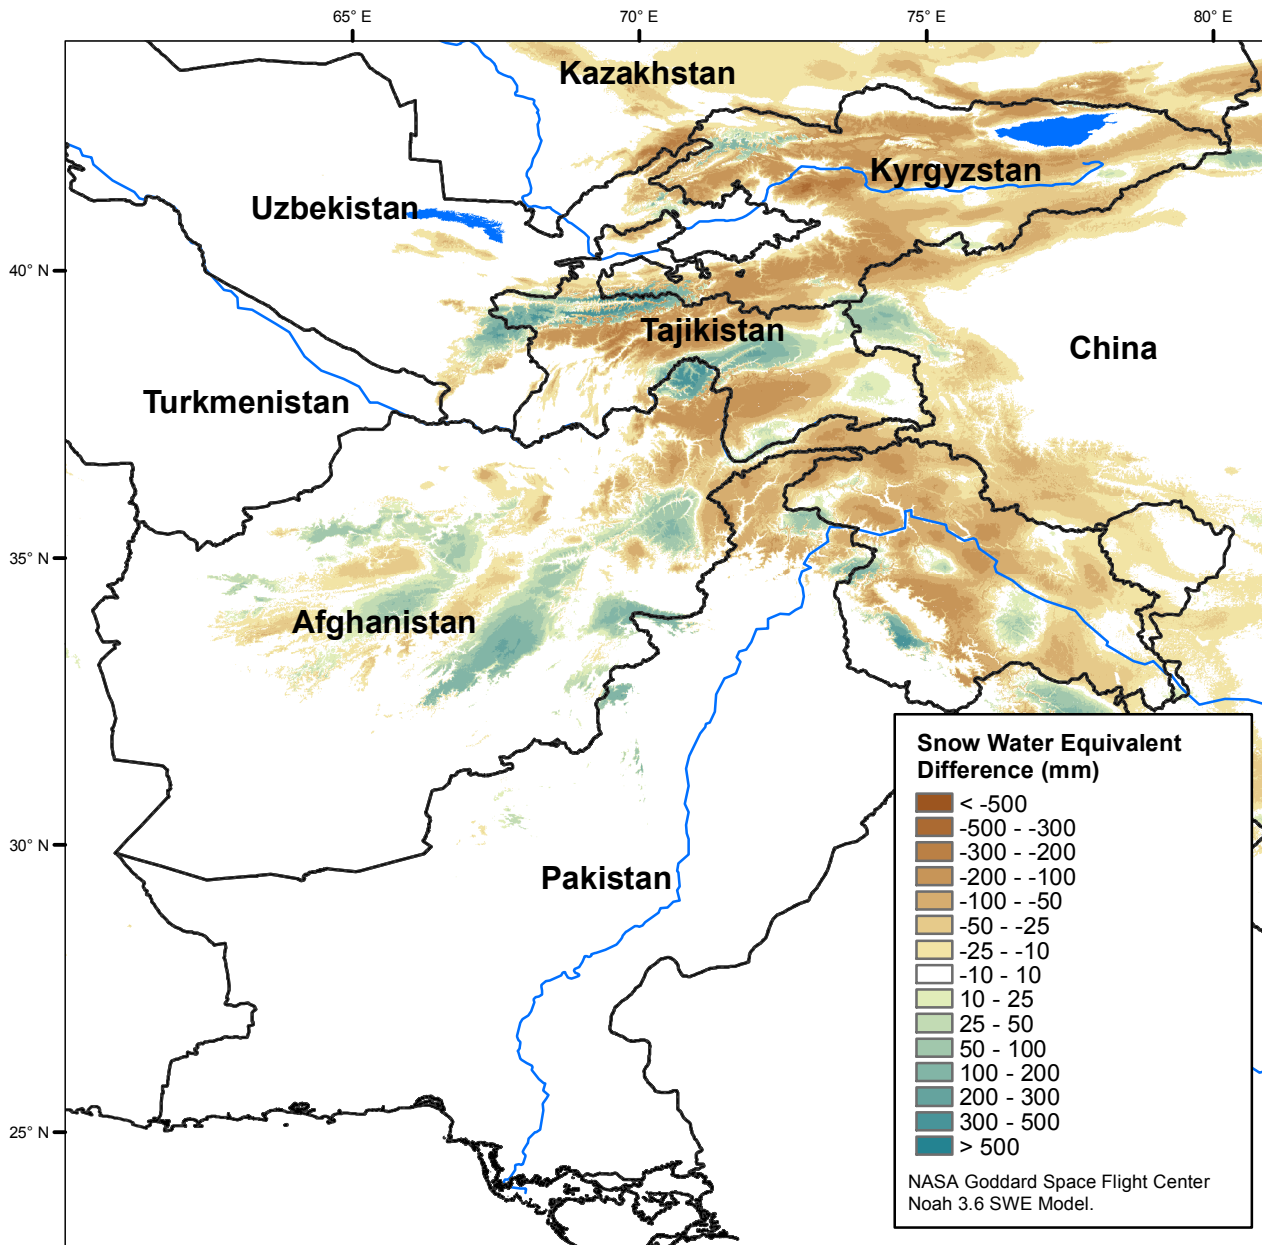 65° E
70° E
75° E
80° E
Kazakhstan
Kyrgyzstan
Uzbekistan
40° N
Tajikistan
China
Turkmenistan
35° N
Afghanistan
Snow Water Equivalent
Difference (mm)
< -500
-500 - -300
-300 - -200
-200 - -100
-100 - -50
-50 - -25
-25 - -10
-10 - 10
10 - 25
25 - 50
50 - 100
100 - 200
200 - 300
300 - 500
> 500
NASA Goddard Space Flight Center
Noah 3.6 SWE Model.
30° N
Pakistan
25° N